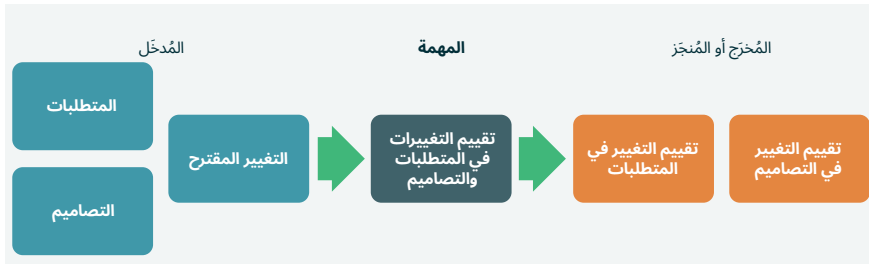 المُدخَل
المهمة
المُخرَج أو المُنجَز
المتطلبات
التصاميم
التغيير المقترح
تقييم التغييرات
في المتطلبات
والتصاميم
تقييم التغيير في
المتطلبات
تقييم التغيير
في التصاميم